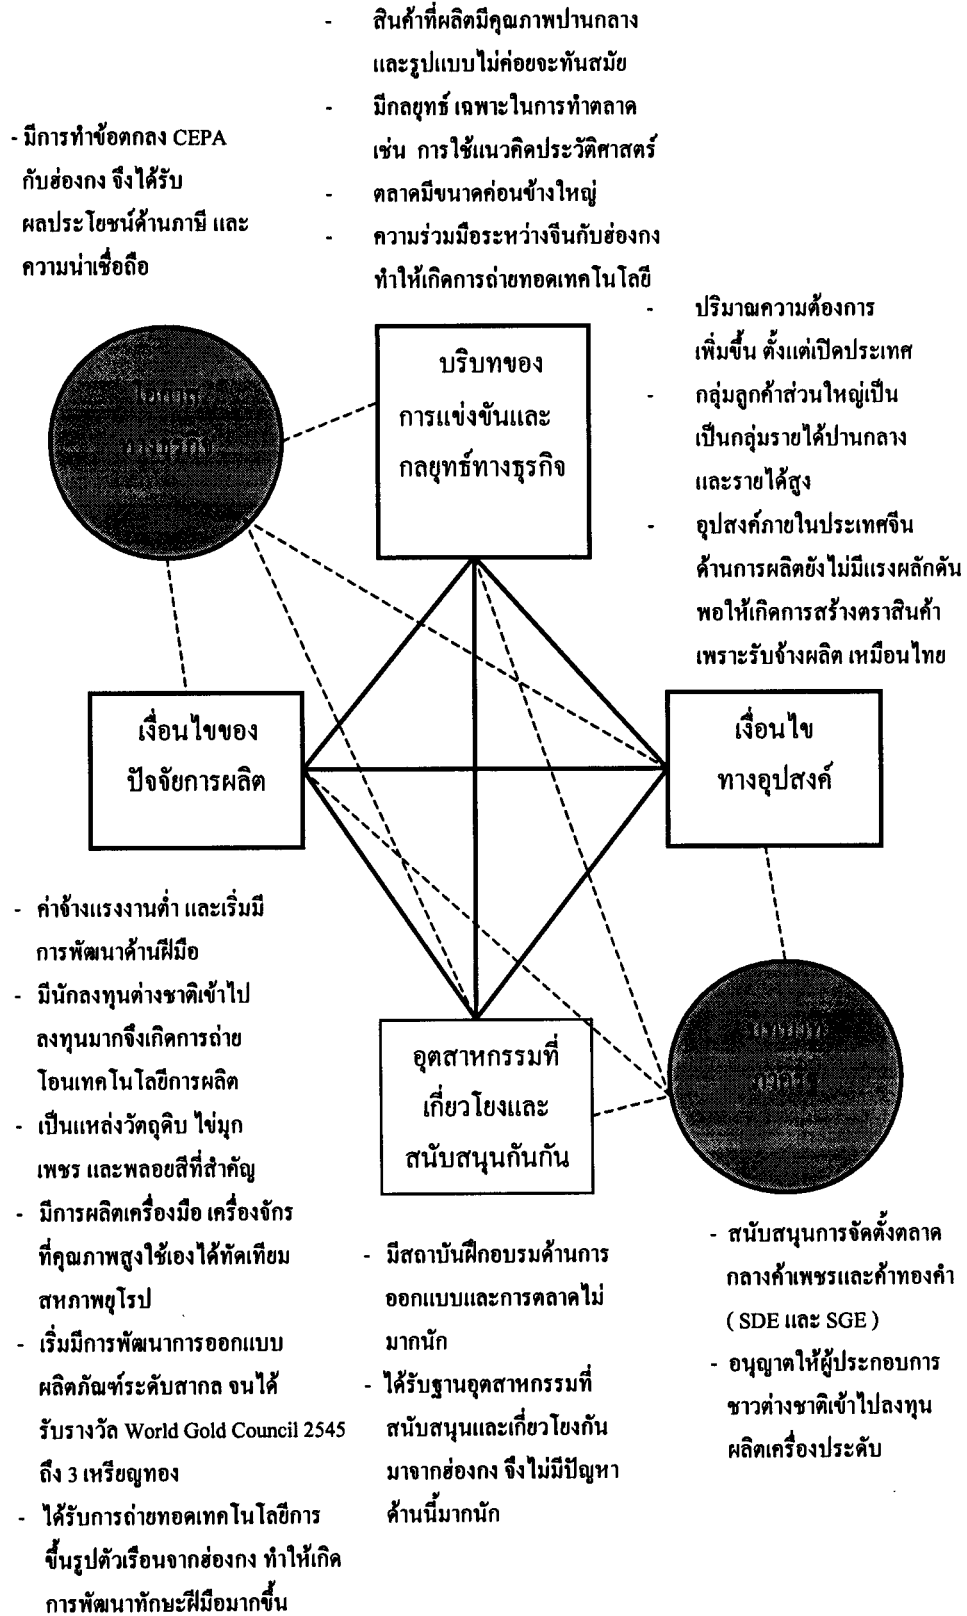 - สินค้าที่ผลิตมีคุณภาพปานกลาง
และรูปแบบไม่ค่อยจะทันสมัย
- มีกลยุทธ์ เฉพาะในการทำตลาด
เช่น การใช้แนวคิดประวัติศาสตร์
- ตลาดมีขนาดค่อนข้างใหญ่
- ความร่วมมือระหว่างจีนกับฮ่องกง
ทำให้เกิดการถ่ายทอดเทคโนโลยี
- มีการทำข้อตกลง CEPA
กับฮ่องกง จึงได้รับ
ผลประโยชน์ด้านภาษี และ
ความน่าเชื่อถือ
- ปริมาณความต้องการ
เพิ่มขึ้น ตั้งแต่เปิดประเทศ
- กลุ่มลูกค้าส่วนใหญ่เป็น
เป็นกลุ่มรายได้ปานกลาง
และรายได้สูง
- อุปสงค์ภายในประเทศจีน
ด้านการผลิตยังไม่มีแรงผลักดัน
พอให้เกิดการสร้างตราสินค้า
เพราะรับจ้างผลิต เหมือนไทย
โอกาส
ทางธุรกิจ
บริบทของ
การแข่งขันและ
กลยุทธ์ทางธุรกิจ
เงื่อนไขของ
ปัจจัยการผลิต
เงื่อนไข
ทางอุปสงค์
อุตสาหกรรมที่
เกี่ยวโยงและ
สนับสนุนกันกัน
ภาครัฐ
- ค่าจ้างแรงงานต่ำ และเริ่มมี
การพัฒนาด้านฝีมือ
- มีนักลงทุนต่างชาติเข้าไป
ลงทุนมากจึงเกิดการถ่าย
โอนเทคโนโลยีการผลิต
- เป็นแหล่งวัตถุดิบ ไข่มุก
เพชร และพลอยสีที่สำคัญ
- มีการผลิตเครื่องมือ เครื่องจักร
ที่คุณภาพสูงใช้เองได้ทัดเทียม
สหภาพยุโรป
- เริ่มมีการพัฒนาการออกแบบ
ผลิตภัณฑ์ระดับสากล จนได้
รับรางวัล World Gold Council 2545
ถึง 3 เหรียญทอง
- ได้รับการถ่ายทอดเทคโนโลยีการ
ขึ้นรูปตัวเรือนจากฮ่องกง ทำให้เกิด
การพัฒนาทักษะฝีมือมากขึ้น
- มีสถาบันฝึกอบรมด้านการ
ออกแบบและการตลาดไม่
มากนัก
- ได้รับฐานอุตสาหกรรมที่
สนับสนุนและเกี่ยวโยงกัน
มาจากฮ่องกง จึงไม่มีปัญหา
ด้านนี้มากนัก
- สนับสนุนการจัดตั้งตลาด
กลางค้าเพชรและค้าทองคำ
( SDE และ SGE )
- อนุญาตให้ผู้ประกอบการ
ชาวต่างชาติเข้าไปลงทุน
ผลิตเครื่องประดับ